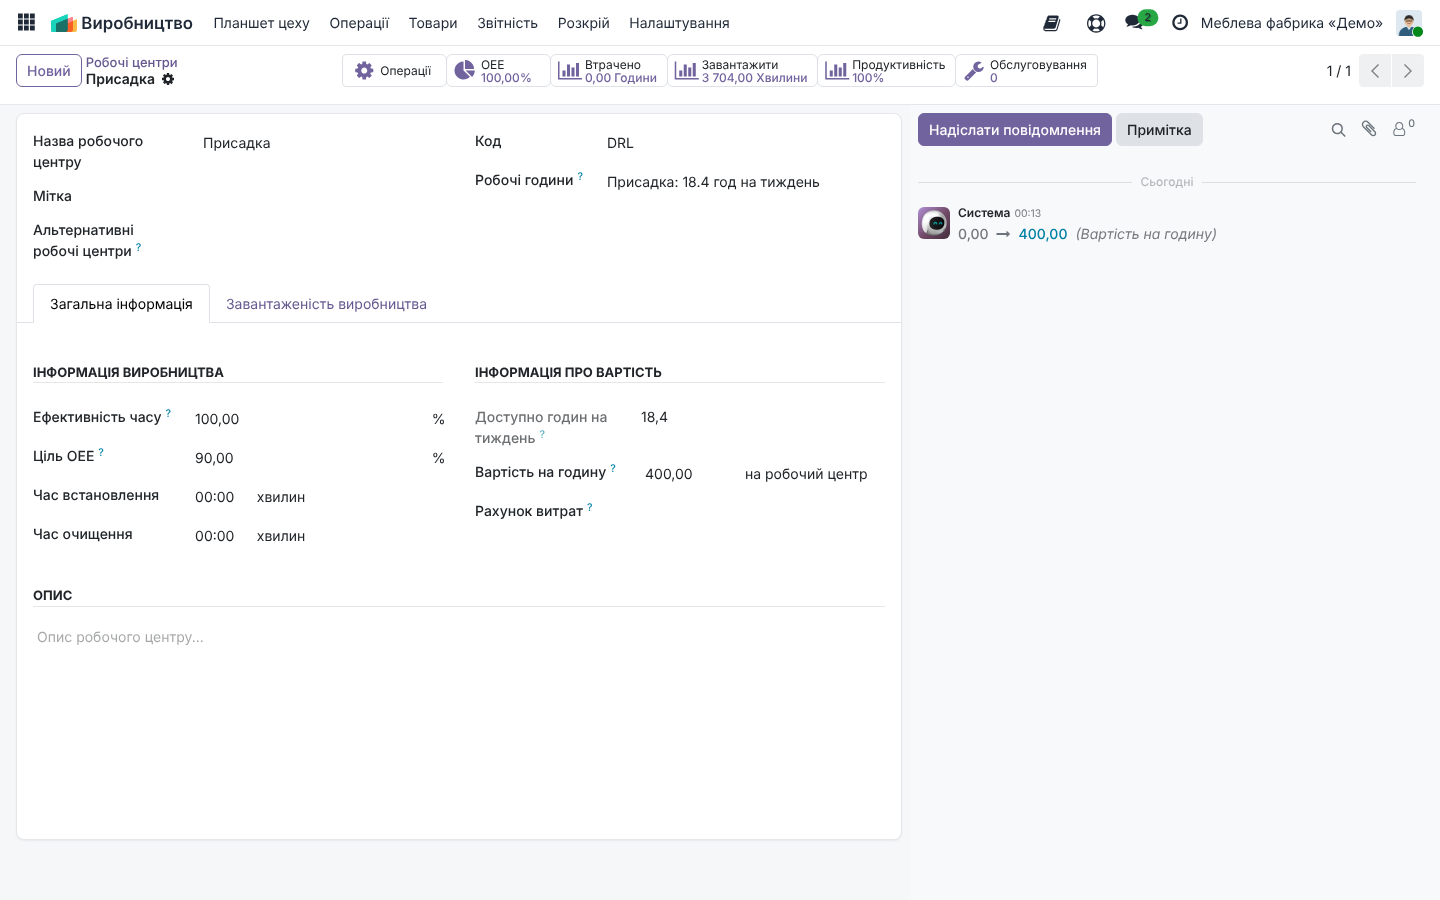 Виробництво
Планшет цеху
Операції
Товари
Звітність
Розкрій
Налаштування
2
Меблева фабрика «Демо»
Новий
Робочі центри
Присадка
Операції
OEE
100,00%
Втрачено
0,00 Години
Завантажити
3 704,00 Хвилини
Продуктивність
100%
Обслуговування
0
1 / 1
Назва робочого
центру
Присадка
Мітка
Альтернативні
робочі центри ?
Код
DRL
Робочі години ?
Присадка: 18.4 год на тиждень
Загальна інформація
Завантаженість виробництва
ІНФОРМАЦІЯ ВИРОБНИЦТВА
Ефективність часу ?
100,00
%
Ціль OEE ?
90,00
%
Час встановлення
00:00
хвилин
Час очищення
00:00
хвилин
ІНФОРМАЦІЯ ПРО ВАРТІСТЬ
Доступно годин на
тиждень ?
18,4
Вартість на годину ?
400,00
на робочий центр
Рахунок витрат ?
ОПИС
Опис робочого центру...
Надіслати повідомлення
Примітка
0
Сьогодні
Система 00:13
0,00 → 400,00 (Вартість на годину)